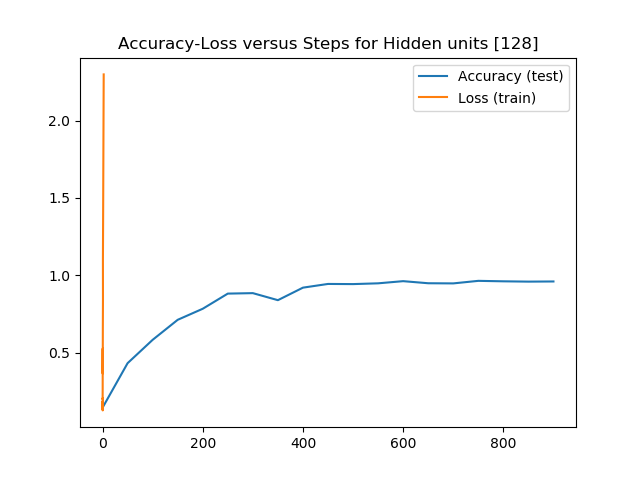 Accuracy-Loss versus Steps for Hidden units [128]
Accuracy (test)
Loss (train)
2.0
1.5
1.0
0.5
0 200 400 600 800